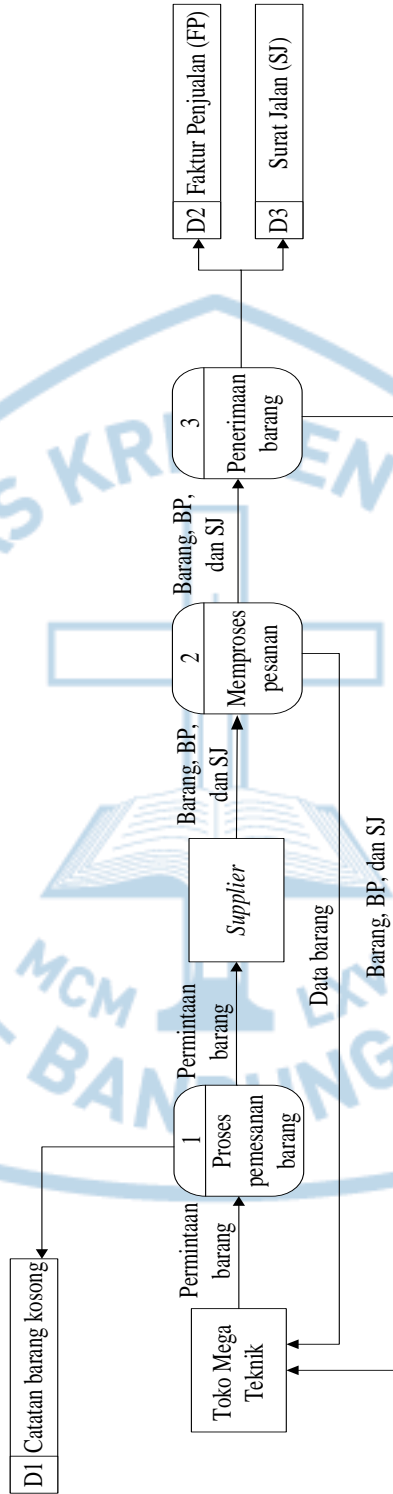 D1 Catatan barang kosong
Toko Mega
Teknik
Permintaan
barang
1
Proses
pemesanan
barang
Permintaan
barang
Supplier
Barang, BP,
dan SJ
2
Memproses
pesanan
Barang, BP,
dan SJ
3
Penerimaan
barang
D2 Faktur Penjualan (FP)
D3 Surat Jalan (SJ)
Data barang
Barang, BP, dan SJ
MCM
BANDUNG